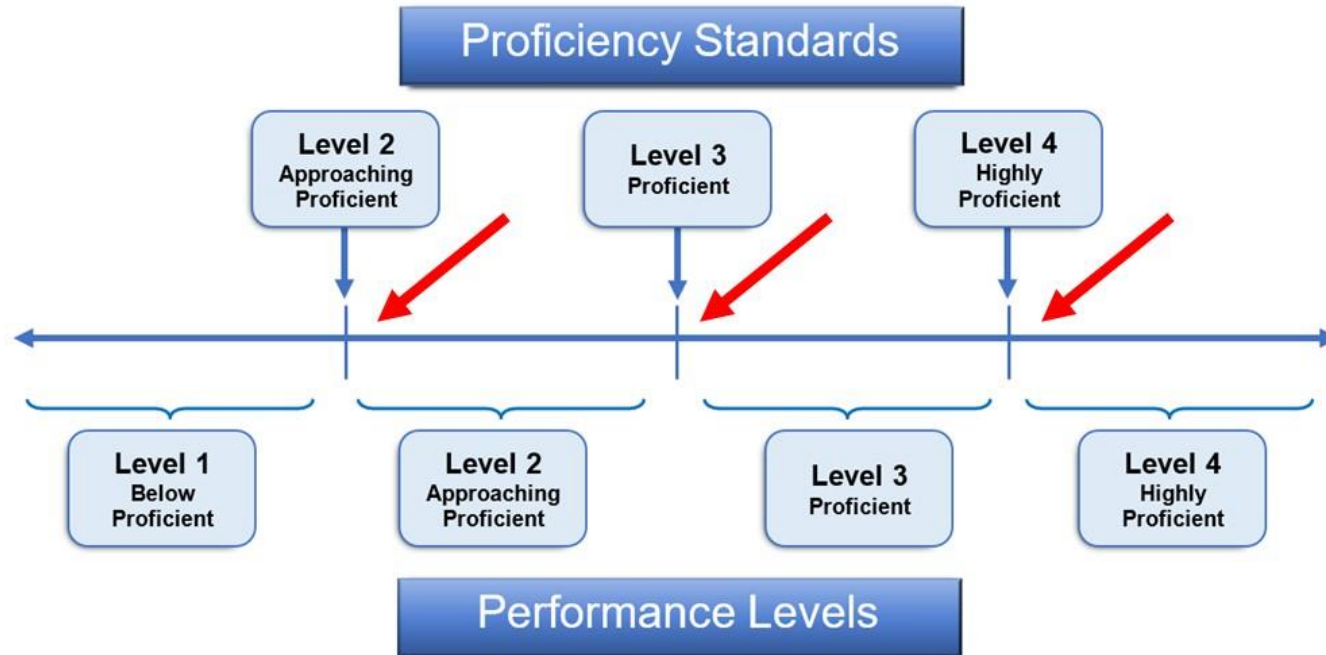 Proficiency Standards
Level 2
Approaching
Proficient
Level 3
Proficient
Level 4
Highly
Proficient
Level 1
Below
Proficient
Level 2
Approaching
Proficient
Level 3
Proficient
Level 4
Highly
Proficient
Performance Levels